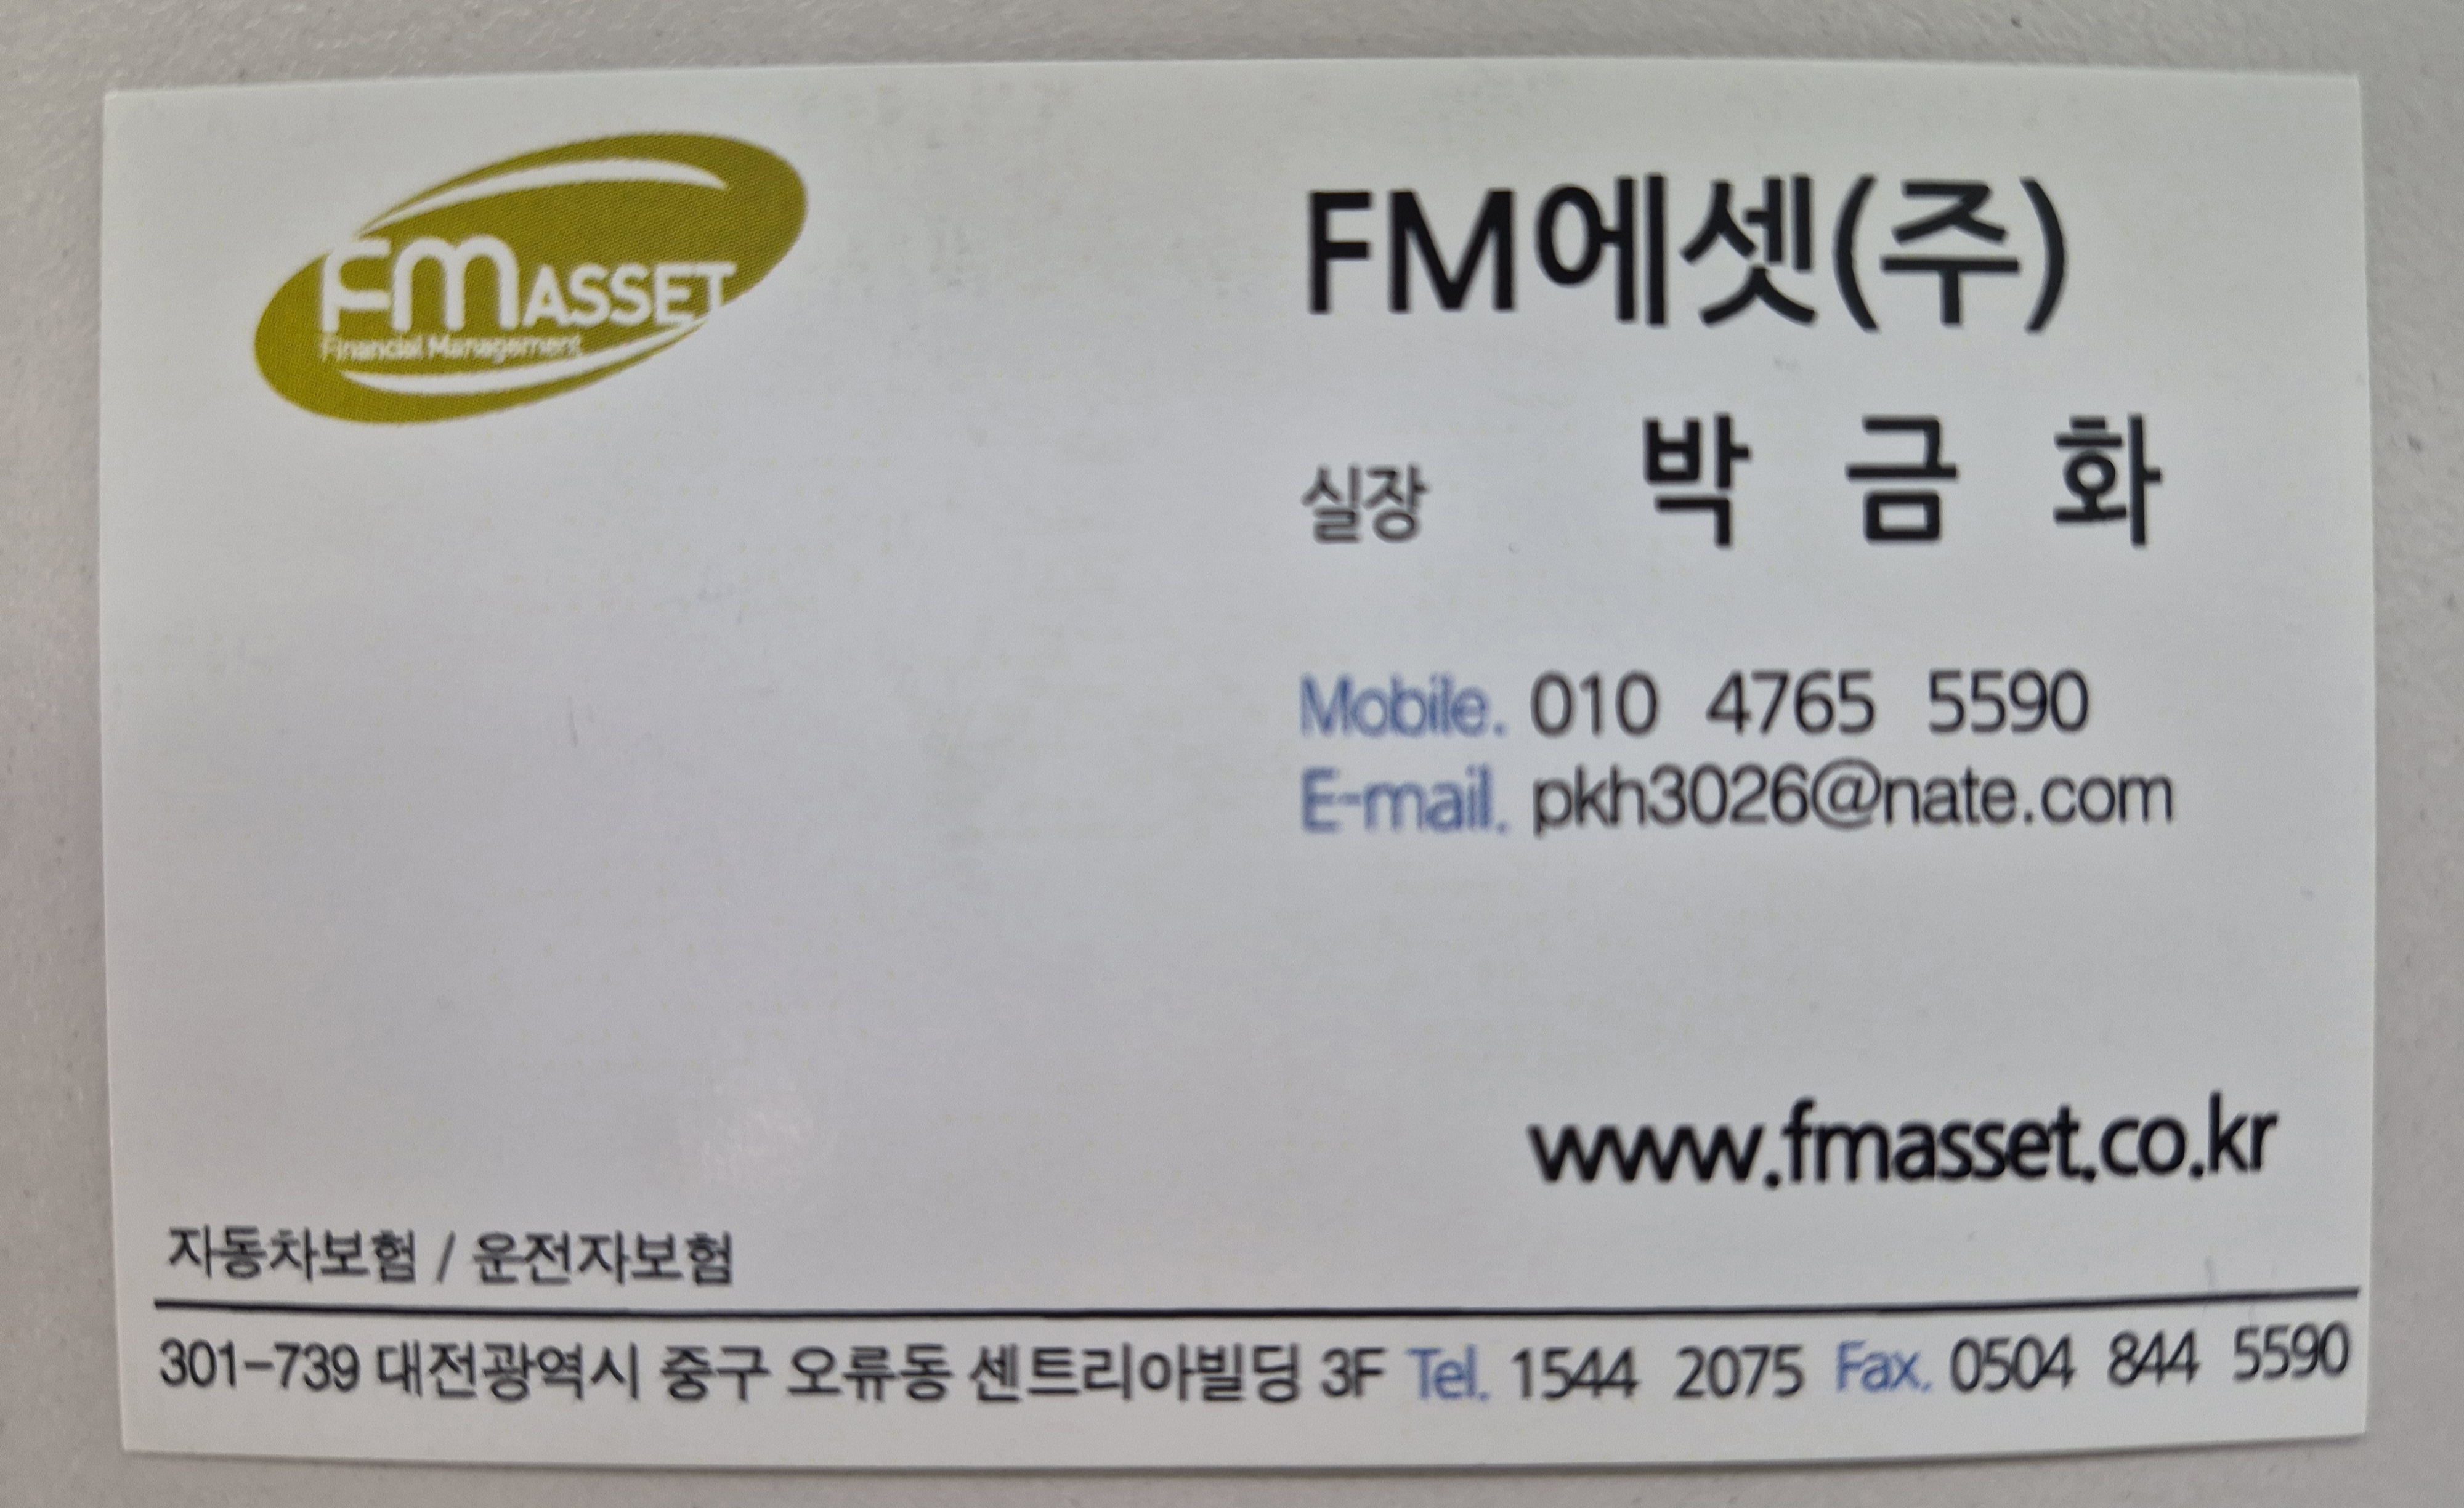 FMASSET
Financial Management
FM에셋(주)
실장 박 금 화
Mobile. 010 4765 5590
E-mail. pkh3026@nate.com
www.fmasset.co.kr
자동차보험 / 운전자보험
301-739 대전광역시 중구 오류동 센트리아빌딩 3F Tel. 1544 2075 Fax. 0504 844 5590